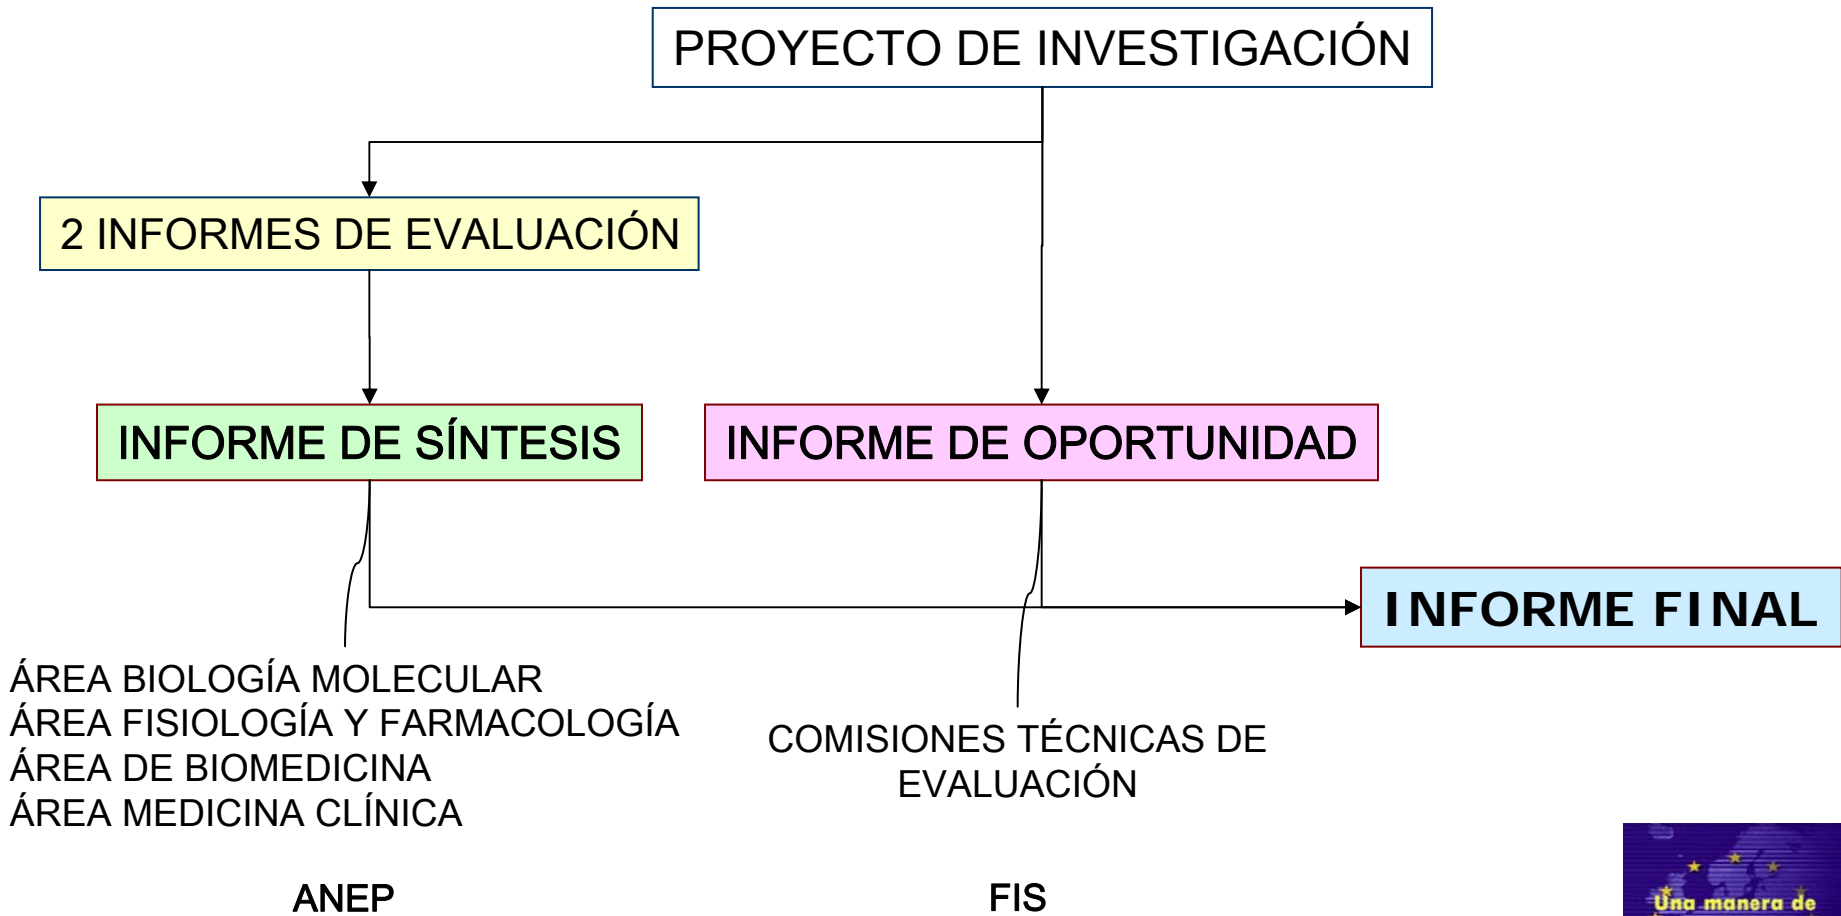 PROYECTO DE INVESTIGACIÓN
2 INFORMES DE EVALUACIÓN
INFORME DE SÍNTESIS
INFORME DE OPORTUNIDAD
INFORME FINAL
ÁREA BIOLOGÍA MOLECULAR
ÁREA FISIOLOGÍA Y FARMACOLOGÍA
ÁREA DE BIOMEDICINA
ÁREA MEDICINA CLÍNICA
COMISIONES TÉCNICAS DE
EVALUACIÓN
ANEP
FIS
Una manera de